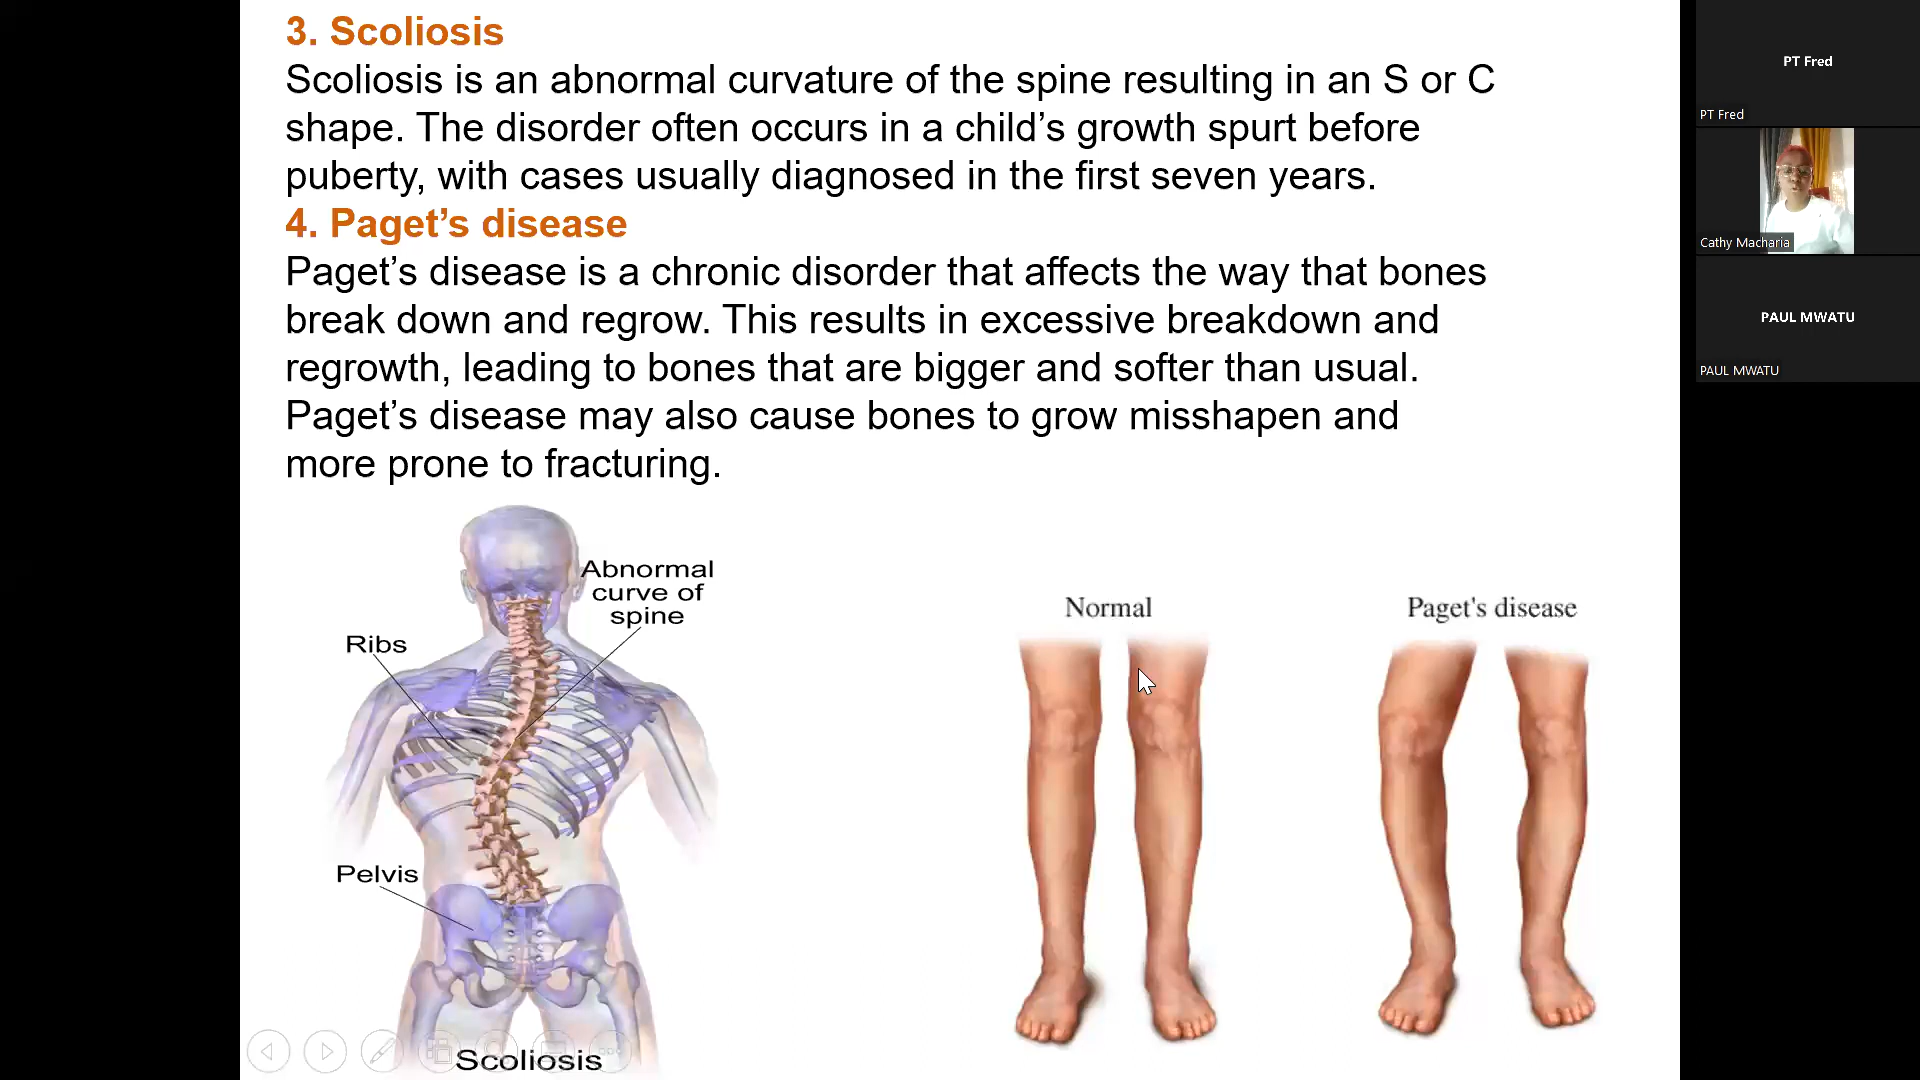 3. Scoliosis
Scoliosis is an abnormal curvature of the spine resulting in an S or C
shape. The disorder often occurs in a child’s growth spurt before
puberty, with cases usually diagnosed in the first seven years.
4. Paget’s disease
Paget’s disease is a chronic disorder that affects the way that bones
break down and regrow. This results in excessive breakdown and
regrowth, leading to bones that are bigger and softer than usual.
Paget’s disease may also cause bones to grow misshapen and
more prone to fracturing.
Abnormal
curve of
spine
Ribs
Pelvis
Scoliosis
Normal
Paget's disease
PT Fred
PT Fred
Cathy Macharia
PAUL MWATU
PAUL MWATU